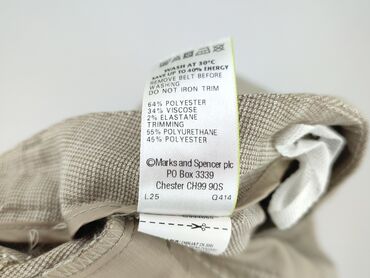 WASH AT 30°C
SAVE UP TO 40% ENERGY
REMOVE BELT BEFORE
WASHING
DO NOT IRON TRIM
64% POLYESTER
34% VISCOSE
2% ELASTANE
TRIMMING
55% POLYURETHANE
45% POLYESTER
©Marks and Spencer plc
PO Box 3339
Chester CH99 9QS
L25 Q414